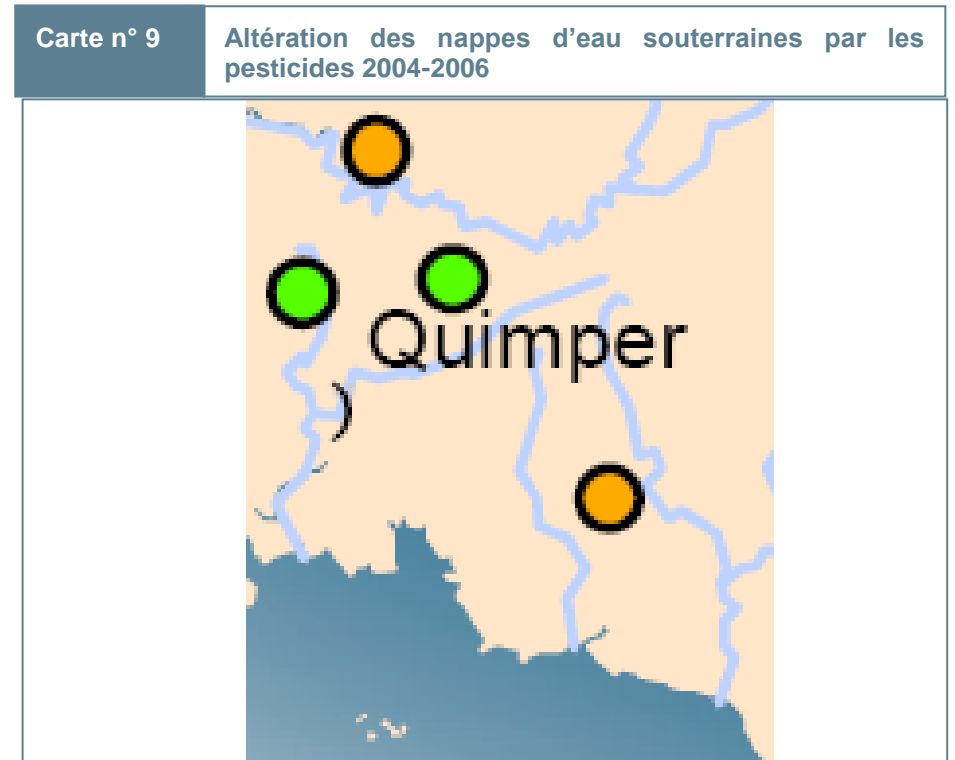 Carte n° 9
Altération des nappes d'eau souterraines par les
pesticides 2004-2006
Quimper